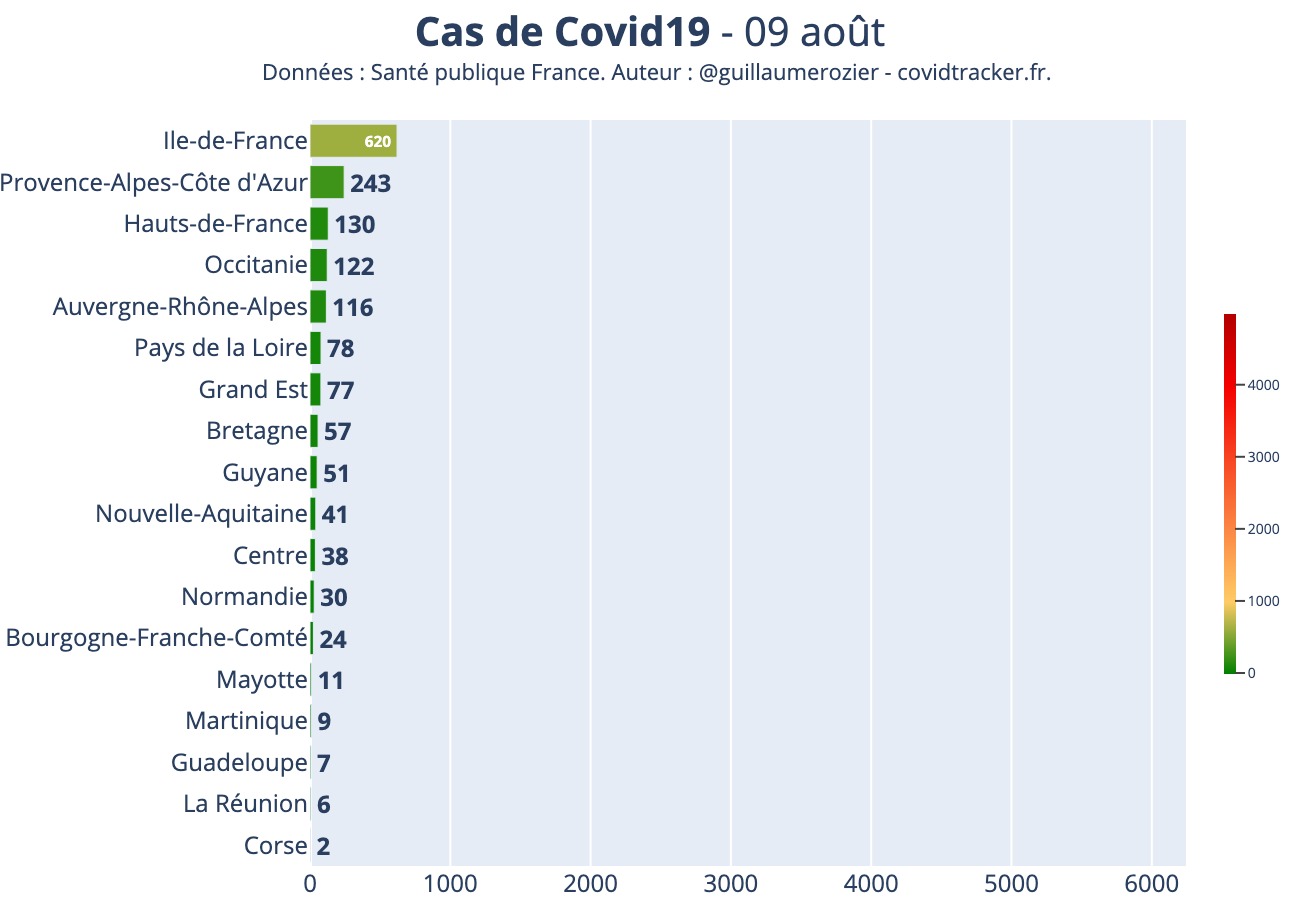 Cas de Covid19 - 09 août
Données : Santé publique France. Auteur : @guillaumerozier - covidtracker.fr.
Ile-de-France 620
Provence-Alpes-Côte d'Azur 243
Hauts-de-France 130
Occitanie 122
Auvergne-Rhône-Alpes 116
Pays de la Loire 78
Grand Est 77
Bretagne 57
Guyane 51
Nouvelle-Aquitaine 41
Centre 38
Normandie 30
Bourgogne-Franche-Comté 24
Mayotte 11
Martinique 9
Guadeloupe 7
La Réunion 6
Corse 2
0 1000 2000 3000 4000 5000 6000
4000
3000
2000
1000
0